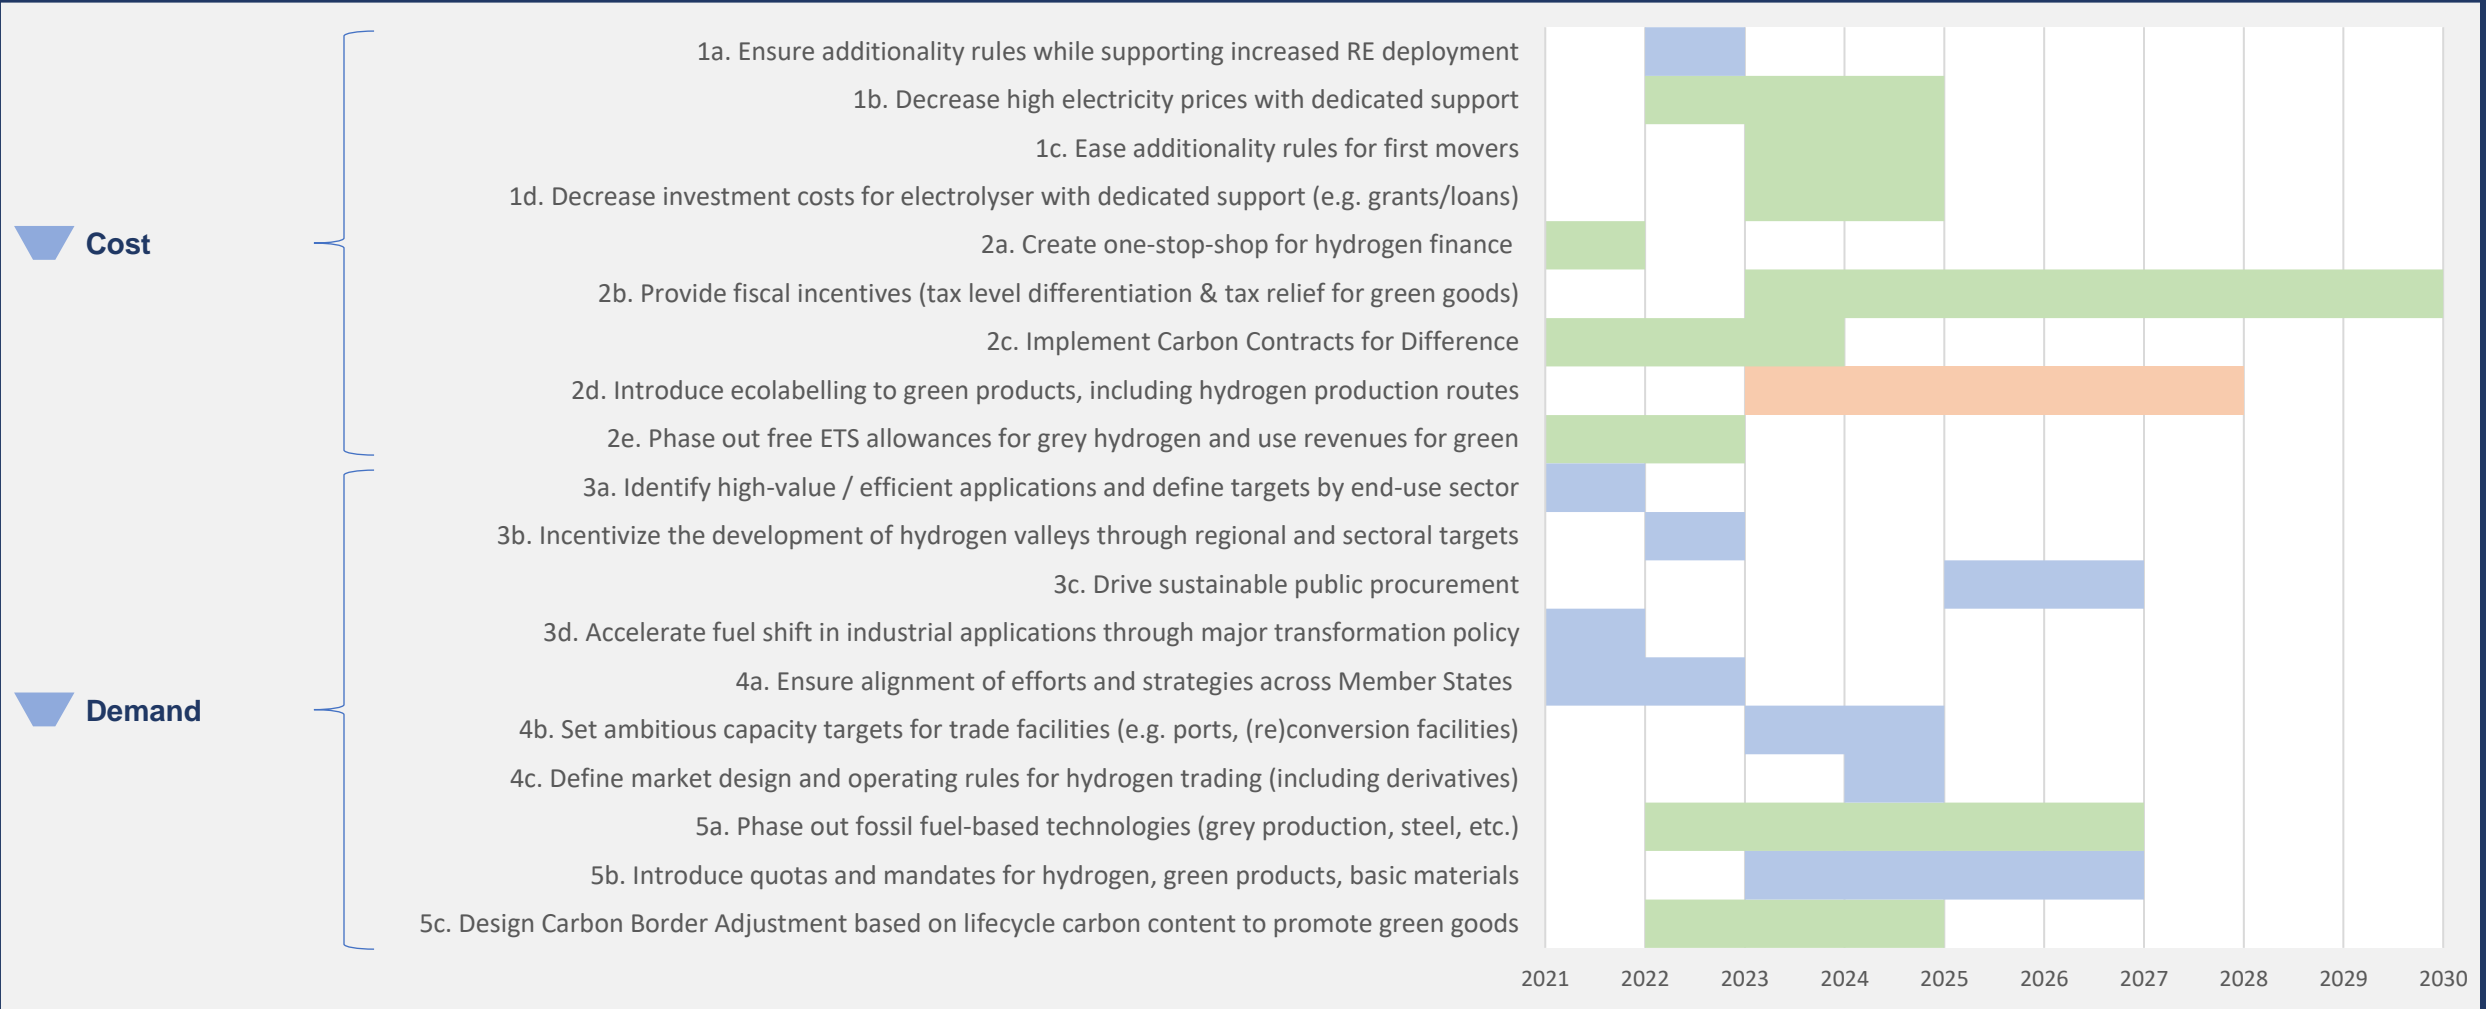 Cost
1a. Ensure additionality rules while supporting increased RE deployment
1b. Decrease high electricity prices with dedicated support
1c. Ease additionality rules for first movers
1d. Decrease investment costs for electrolyser with dedicated support (e.g. grants/loans)
2a. Create one-stop-shop for hydrogen finance
2b. Provide fiscal incentives (tax level differentiation & tax relief for green goods)
2c. Implement Carbon Contracts for Difference
2d. Introduce ecolabelling to green products, including hydrogen production routes
2e. Phase out free ETS allowances for grey hydrogen and use revenues for green
Demand
3a. Identify high-value / efficient applications and define targets by end-use sector
3b. Incentivize the development of hydrogen valleys through regional and sectoral targets
3c. Drive sustainable public procurement
3d. Accelerate fuel shift in industrial applications through major transformation policy
4a. Ensure alignment of efforts and strategies across Member States
4b. Set ambitious capacity targets for trade facilities (e.g. ports, (re)conversion facilities)
4c. Define market design and operating rules for hydrogen trading (including derivatives)
5a. Phase out fossil fuel-based technologies (grey production, steel, etc.)
5b. Introduce quotas and mandates for hydrogen, green products, basic materials
5c. Design Carbon Border Adjustment based on lifecycle carbon content to promote green goods
2021 2022 2023 2024 2025 2026 2027 2028 2029 2030